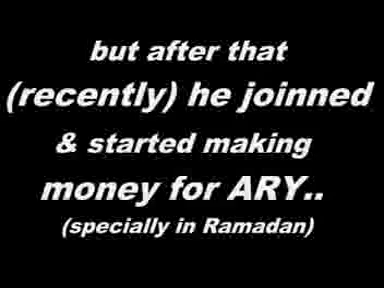 but after that
(recently) he joinned
& started making
money for ARY..
(specially in Ramadan)